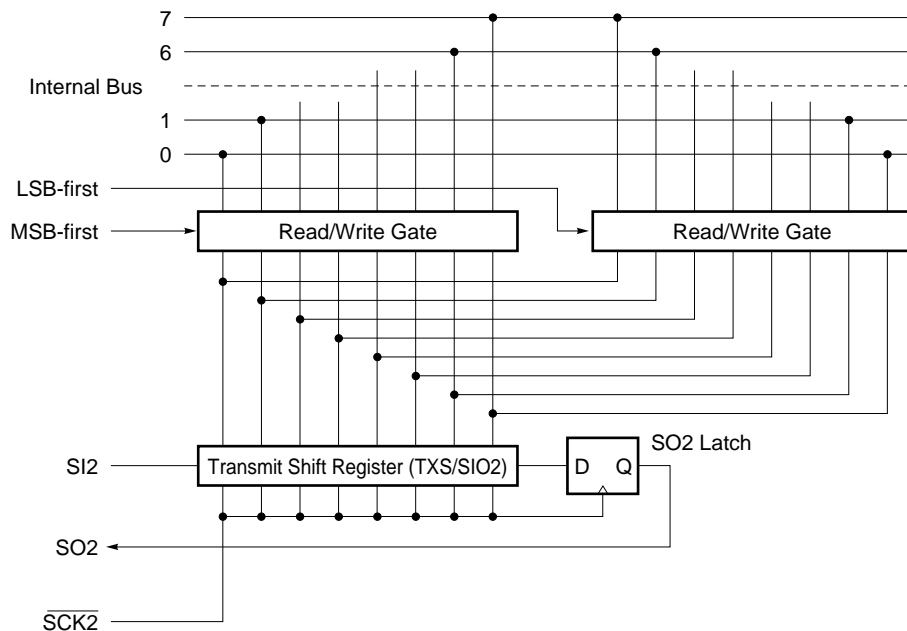 7
6
Internal Bus
1
0
LSB-first
MSB-first
Read/Write Gate
Read/Write Gate
SO2 Latch
SI2
Transmit Shift Register (TXS/SIO2)
D
Q
SO2
S̅C̅K̅2̅